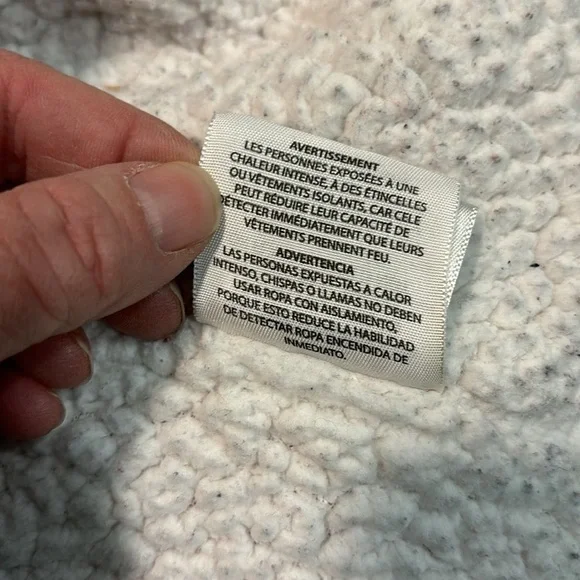 AVERTISSEMENT
LES PERSONNES EXPOSÉES À UNE
CHALEUR INTENSE, À DES ÉTINCELLES
OU VÊTEMENTS ISOLANTS, CAR CELE
PEUT RÉDUIRE LEUR CAPACITÉ DE
DÉTECTER IMMÉDIATEMENT QUE LEURS
VÊTEMENTS PRENNENT FEU.
ADVERTENCIA
LAS PERSONAS EXPUESTAS A CALOR
INTENSO, CHISPAS O LLAMAS NO DEBEN
USAR ROPA CON AISLAMIENTO,
PORQUE ESTO REDUCE LA HABILIDAD
DE DETECTAR ROPA ENCENDIDA DE
INMEDIATO.